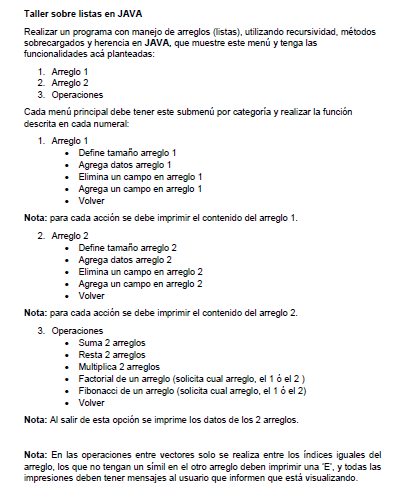 Taller sobre listas en JAVA
Realizar un programa con manejo de arreglos (listas), utilizando recursividad, métodos
sobrecargados y herencia en JAVA, que muestre este menú y tenga las
funcionalidades acá planteadas:
1. Arreglo 1
2. Arreglo 2
3. Operaciones
Cada menú principal debe tener este submenú por categoría y realizar la función
descrita en cada numeral:
1. Arreglo 1
• Define tamaño arreglo 1
• Agrega datos arreglo 1
• Elimina un campo en arreglo 1
• Agrega un campo en arreglo 1
• Volver
Nota: para cada acción se debe imprimir el contenido del arreglo 1.
2. Arreglo 2
• Define tamaño arreglo 2
• Agrega datos arreglo 2
• Elimina un campo en arreglo 2
• Agrega un campo en arreglo 2
• Volver
Nota: para cada acción se debe imprimir el contenido del arreglo 2.
3. Operaciones
• Suma 2 arreglos
• Resta 2 arreglos
• Multiplica 2 arreglos
• Factorial de un arreglo (solicita cual arreglo, el 1 ó el 2 )
• Fibonacci de un arreglo (solicita cual arreglo, el 1 ó el 2)
• Volver
Nota: Al salir de esta opción se imprime los datos de los 2 arreglos.
Nota: En las operaciones entre vectores solo se realiza entre los índices iguales del
arreglo, los que no tengan un símil en el otro arreglo deben imprimir una 'E', y todas las
impresiones deben tener mensajes al usuario que informen que está visualizando.